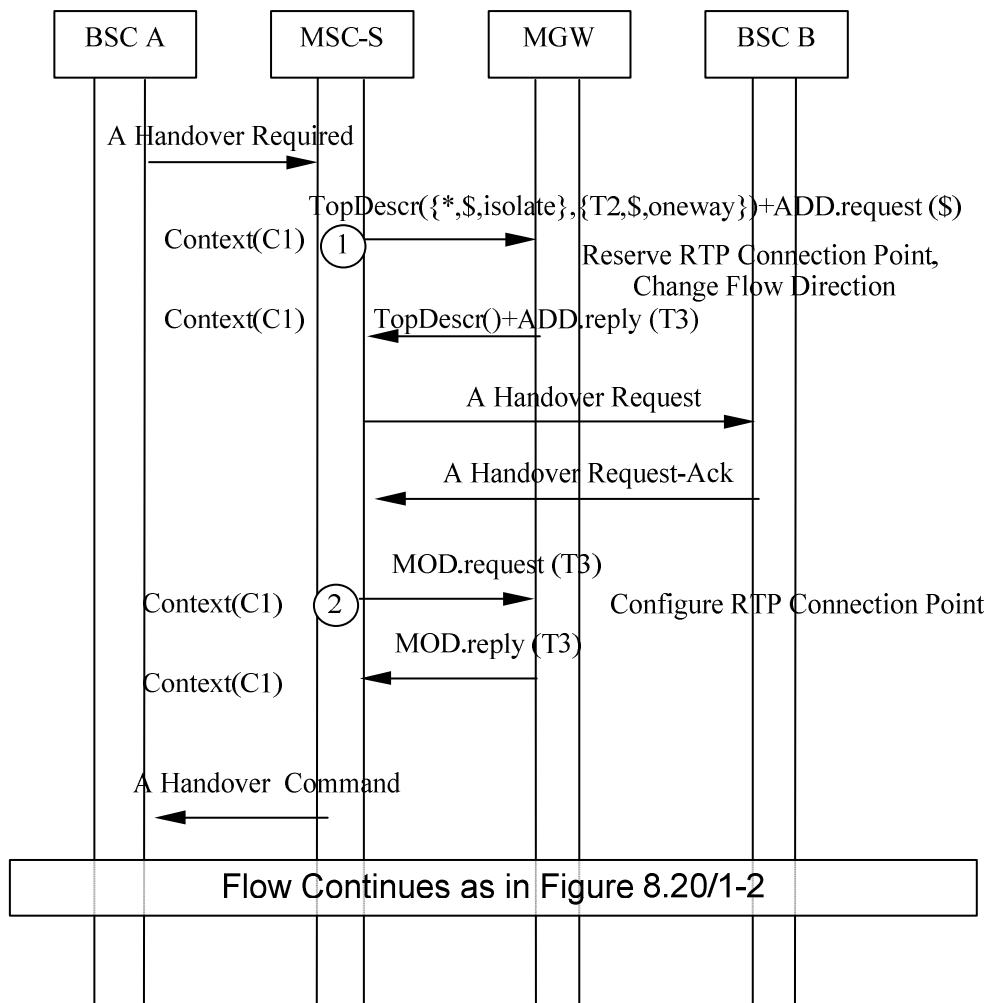 BSC A
MSC-S
MGW
BSC B
A Handover Required
TopDescr({*,$,isolate},{T2,$,oneway})+ADD.request ($)
Context(C1)
1
Reserve RTP Connection Point,
Change Flow Direction
Context(C1)
TopDescr()+ADD.reply (T3)
A Handover Request
A Handover Request-Ack
MOD.request (T3)
Context(C1)
2
Configure RTP Connection Point
MOD.reply (T3)
Context(C1)
A Handover Command
Flow Continues as in Figure 8.20/1-2